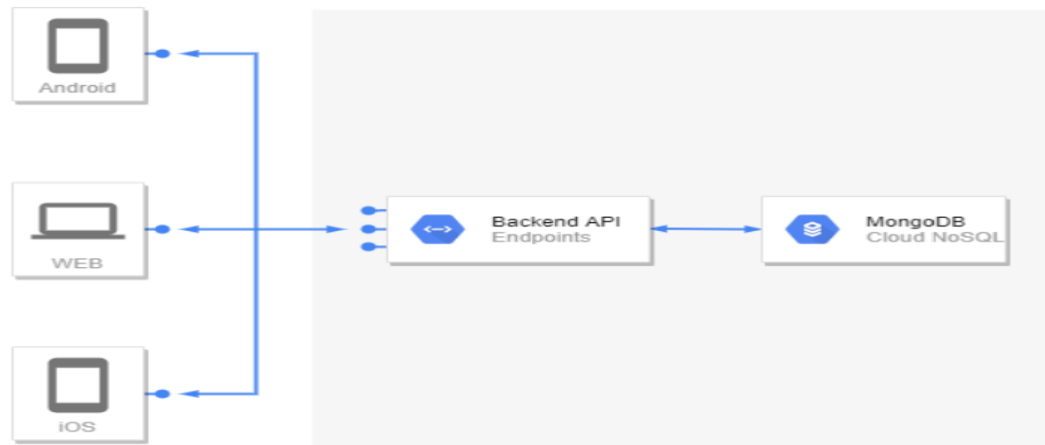 Android
WEB
iOS
Backend API
Endpoints
MongoDB
Cloud NoSQL